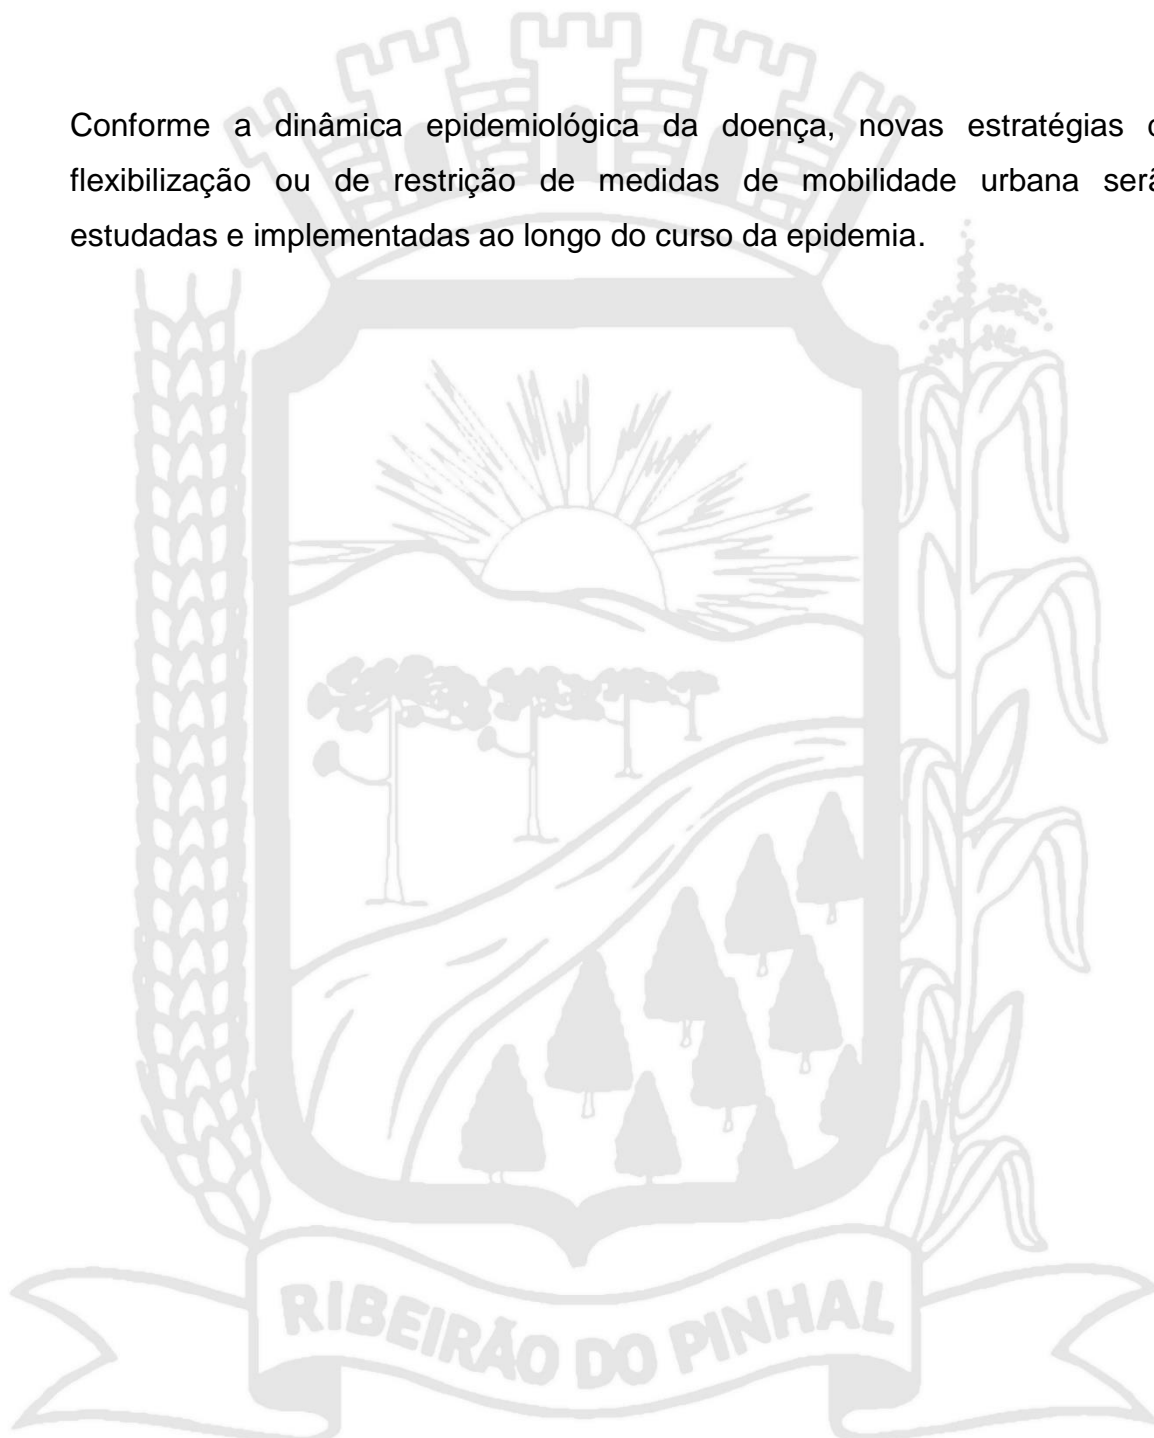 Conforme a dinâmica epidemiológica da doença, novas estratégias
flexibilização ou de restrição de medidas de mobilidade urbana
estudadas e implementadas ao longo do curso da epidemia.
RIBEIRÃO DO PINHAL